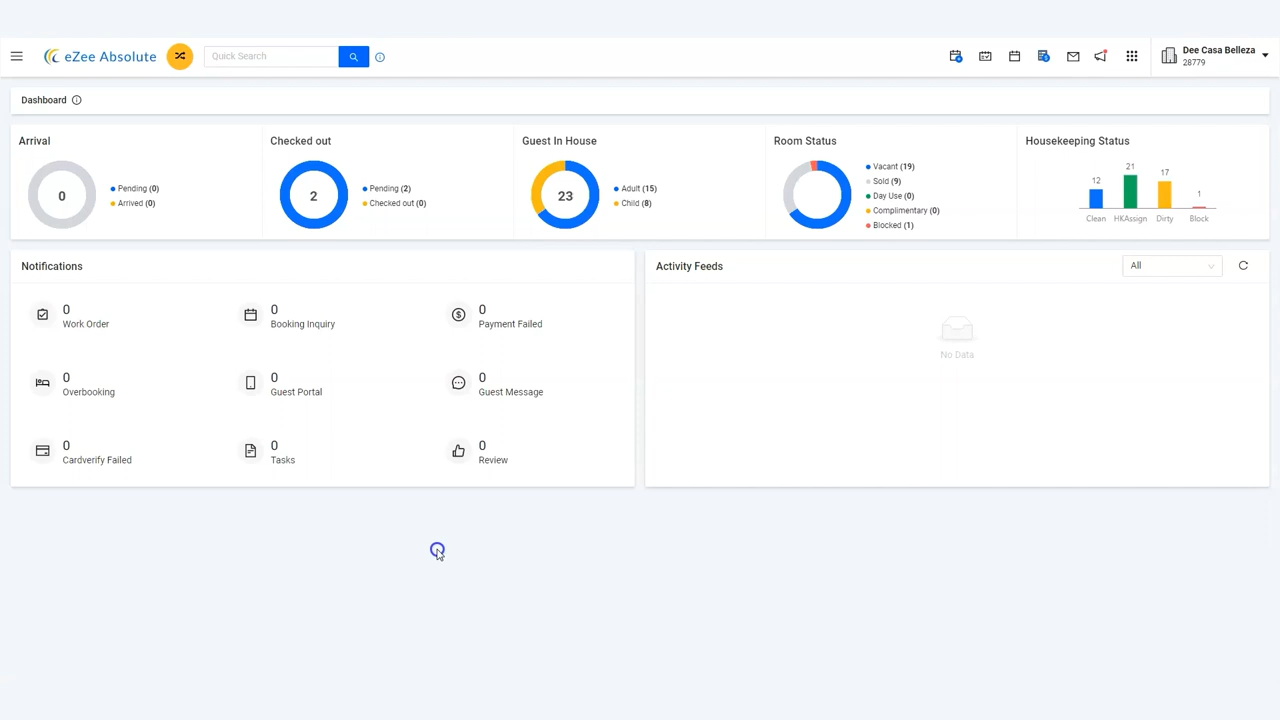 eZee Absolute
Quick Search
Dee Casa Belleza
28779
Dashboard
Arrival
0
Pending (0)
Arrived (0)
Checked out
2
Pending (2)
Checked out (0)
Guest In House
23
Adult (15)
Child (8)
Room Status
Vacant (19)
Sold (9)
Day Use (0)
Complimentary (0)
Blocked (1)
Housekeeping Status
12
21
17
1
Clean
HKAssign
Dirty
Block
Notifications
0
Work Order
0
Booking Inquiry
0
Payment Failed
0
Overbooking
0
Guest Portal
0
Guest Message
0
Cardverify Failed
0
Tasks
0
Review
Activity Feeds
All
No Data